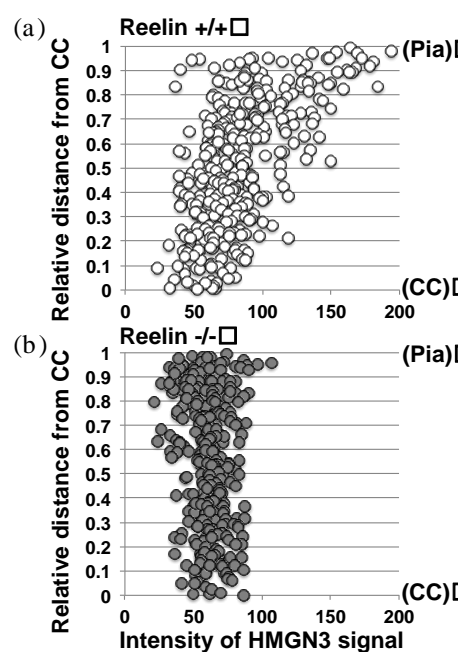 (a) Reelin +/+□
Relative distance from CC
1
0.9
0.8
0.7
0.6
0.5
0.4
0.3
0.2
0.1
0
(Pia)
(CC)
0 50 100 150 200
(b) Reelin -/-□
Relative distance from CC
1
0.9
0.8
0.7
0.6
0.5
0.4
0.3
0.2
0.1
0
(Pia)
(CC)
0 50 100 150 200
Intensity of HMGN3 signal